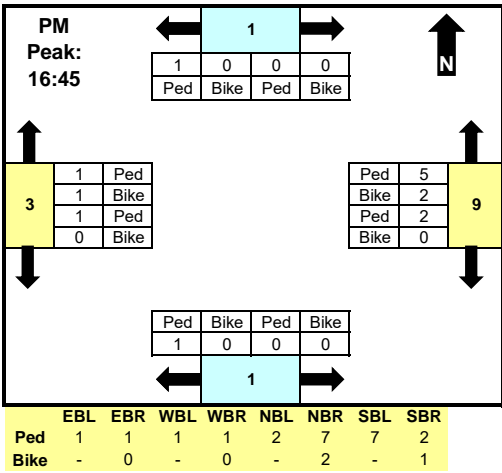 PM
Peak:
16:45
1
N
1 0 0 0
Ped Bike Ped Bike
3
1 Ped
1 Bike
1 Ped
0 Bike
Ped 5
Bike 2
Ped 2
Bike 0
9
Ped Bike Ped Bike
1 0 0 0
1
EBL EBR WBL WBR NBL NBR SBL SBR
Ped 1 1 1 1 2 7 7 2
Bike - 0 - 0 - 2 - 1